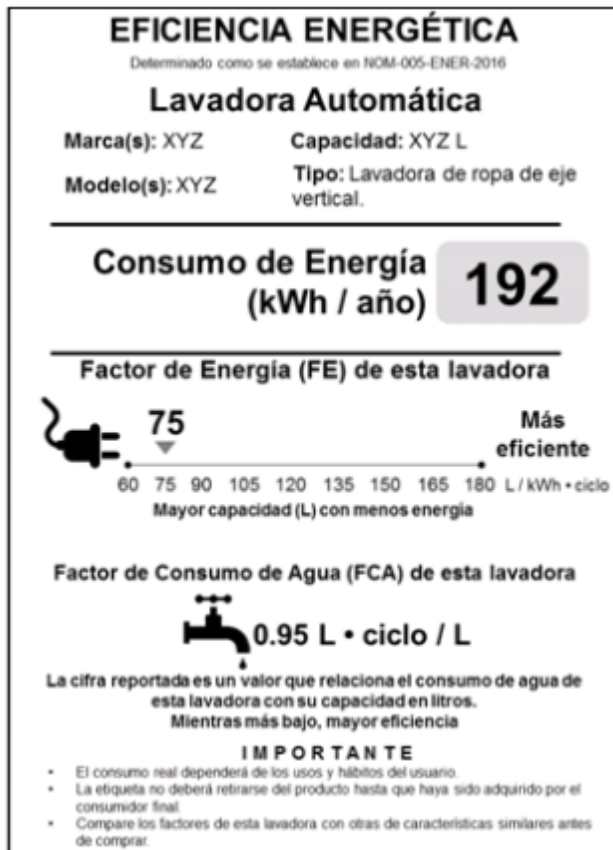 EFICIENCIA ENERGÉTICA
Determinado como se establece en NOM-005-ENER-2016
Lavadora Automática
Marca(s): XYZ Capacidad: XYZ L
Modelo(s): XYZ Tipo: Lavadora de ropa de eje
vertical.
Consumo de Energía
(kWh / año) 192
Factor de Energía (FE) de esta lavadora
75 Más
eficiente
60 75 90 105 120 135 150 165 180 L / kWh • ciclo
Mayor capacidad (L) con menos energía
Factor de Consumo de Agua (FCA) de esta lavadora
0.95 L • ciclo / L
La cifra reportada es un valor que relaciona el consumo de agua de
esta lavadora con su capacidad en litros.
Mientras más bajo, mayor eficiencia
IMPORTANTE
• El consumo real dependerá de los usos y hábitos del usuario.
• La etiqueta no deberá retirarse del producto hasta que haya sido adquirido por el
consumidor final.
• Compare los factores de esta lavadora con otras de características similares antes
de comprar.